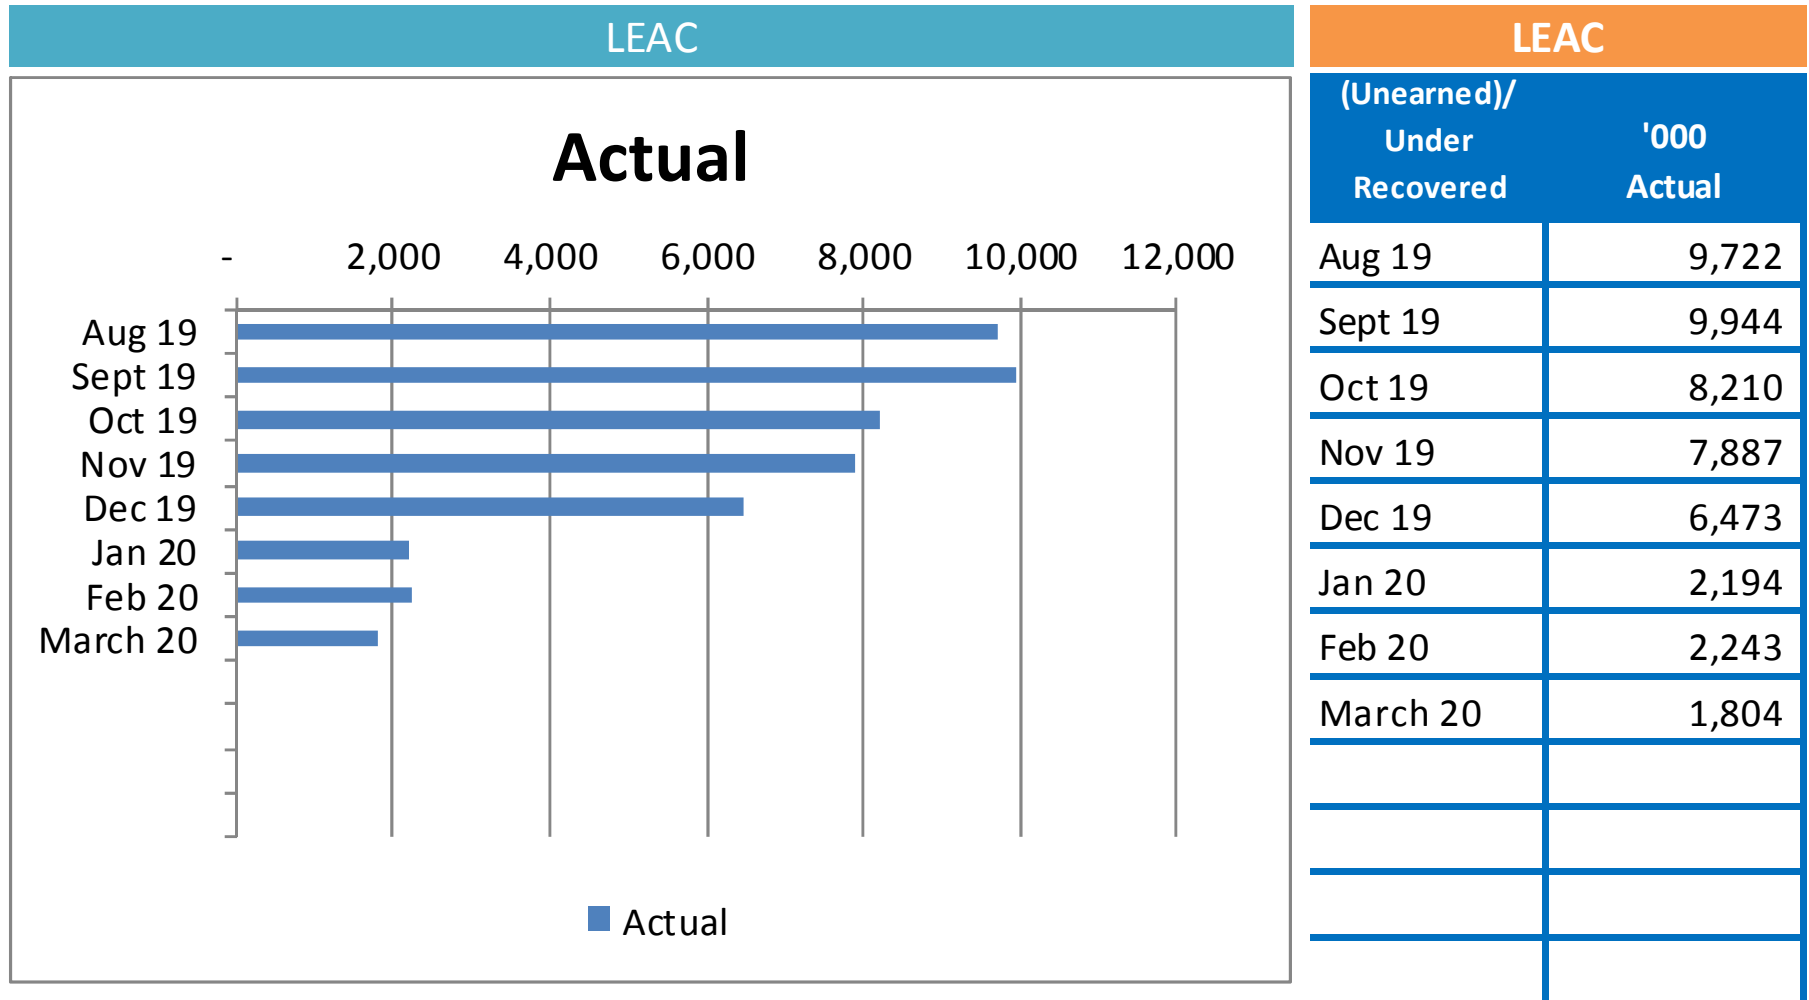 LEAC
Actual
- 2,000 4,000 6,000 8,000 10,000 12,000
Aug 19
Sept 19
Oct 19
Nov 19
Dec 19
Jan 20
Feb 20
March 20
Actual
LEAC
(Unearned)/
Under
Recovered
'000
Actual
Aug 19 9,722
Sept 19 9,944
Oct 19 8,210
Nov 19 7,887
Dec 19 6,473
Jan 20 2,194
Feb 20 2,243
March 20 1,804